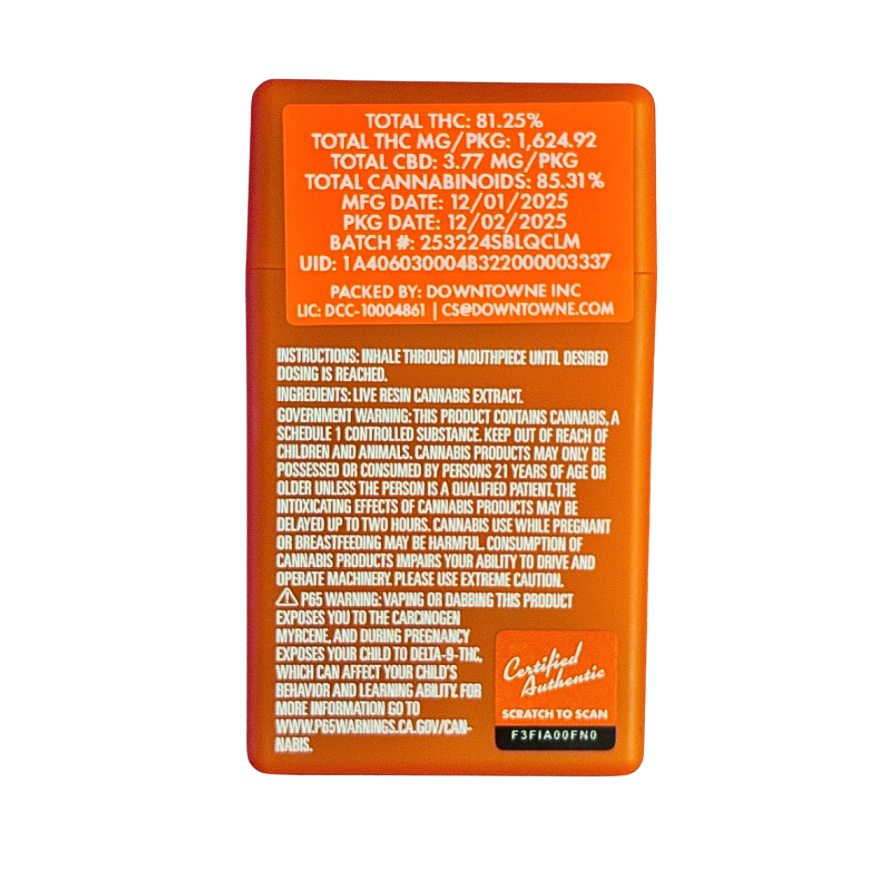 TOTAL THC: 81.25%
TOTAL THC MG/PKG: 1,624.92
TOTAL CBD: 3.77 MG/PKG
TOTAL CANNABINOIDS: 85.31%
MFG DATE: 12/01/2025
PKG DATE: 12/02/2025
BATCH #: 253224SBLQCLM
UID: 1A406030004B322000003337
PACKED BY: DOWNTOWNE INC
LIC: DCC-10004861 | CS@DOWNTOWNE.COM
INSTRUCTIONS: INHALE THROUGH MOUTHPIECE UNTIL DESIRED
DOSING IS REACHED.
INGREDIENTS: LIVE RESIN CANNABIS EXTRACT.
GOVERNMENT WARNING: THIS PRODUCT CONTAINS CANNABIS, A
SCHEDULE 1 CONTROLLED SUBSTANCE. KEEP OUT OF REACH OF
CHILDREN AND ANIMALS. CANNABIS PRODUCTS MAY ONLY BE
POSSESSED OR CONSUMED BY PERSONS 21 YEARS OF AGE OR
OLDER UNLESS THE PERSON IS A QUALIFIED PATIENT. THE
INTOXICATING EFFECTS OF CANNABIS PRODUCTS MAY BE
DELAYED UP TO TWO HOURS. CANNABIS USE WHILE PREGNANT
OR BREASTFEEDING MAY BE HARMFUL. CONSUMPTION OF
CANNABIS PRODUCTS IMPAIRS YOUR ABILITY TO DRIVE AND
OPERATE MACHINERY. PLEASE USE EXTREME CAUTION.
⚠ P65 WARNING: VAPING OR DABBING THIS PRODUCT
EXPOSES YOU TO THE CARCINOGEN
MYRCENE, AND DURING PREGNANCY
EXPOSES YOUR CHILD TO DELTA-9-THC,
WHICH CAN AFFECT YOUR CHILD'S
BEHAVIOR AND LEARNING ABILITY. FOR
MORE INFORMATION GO TO
WWW.P65WARNINGS.CA.GOV/CAN-
NABIS.
Certified
Authentic
SCRATCH TO SCAN
F3FIA00FN0